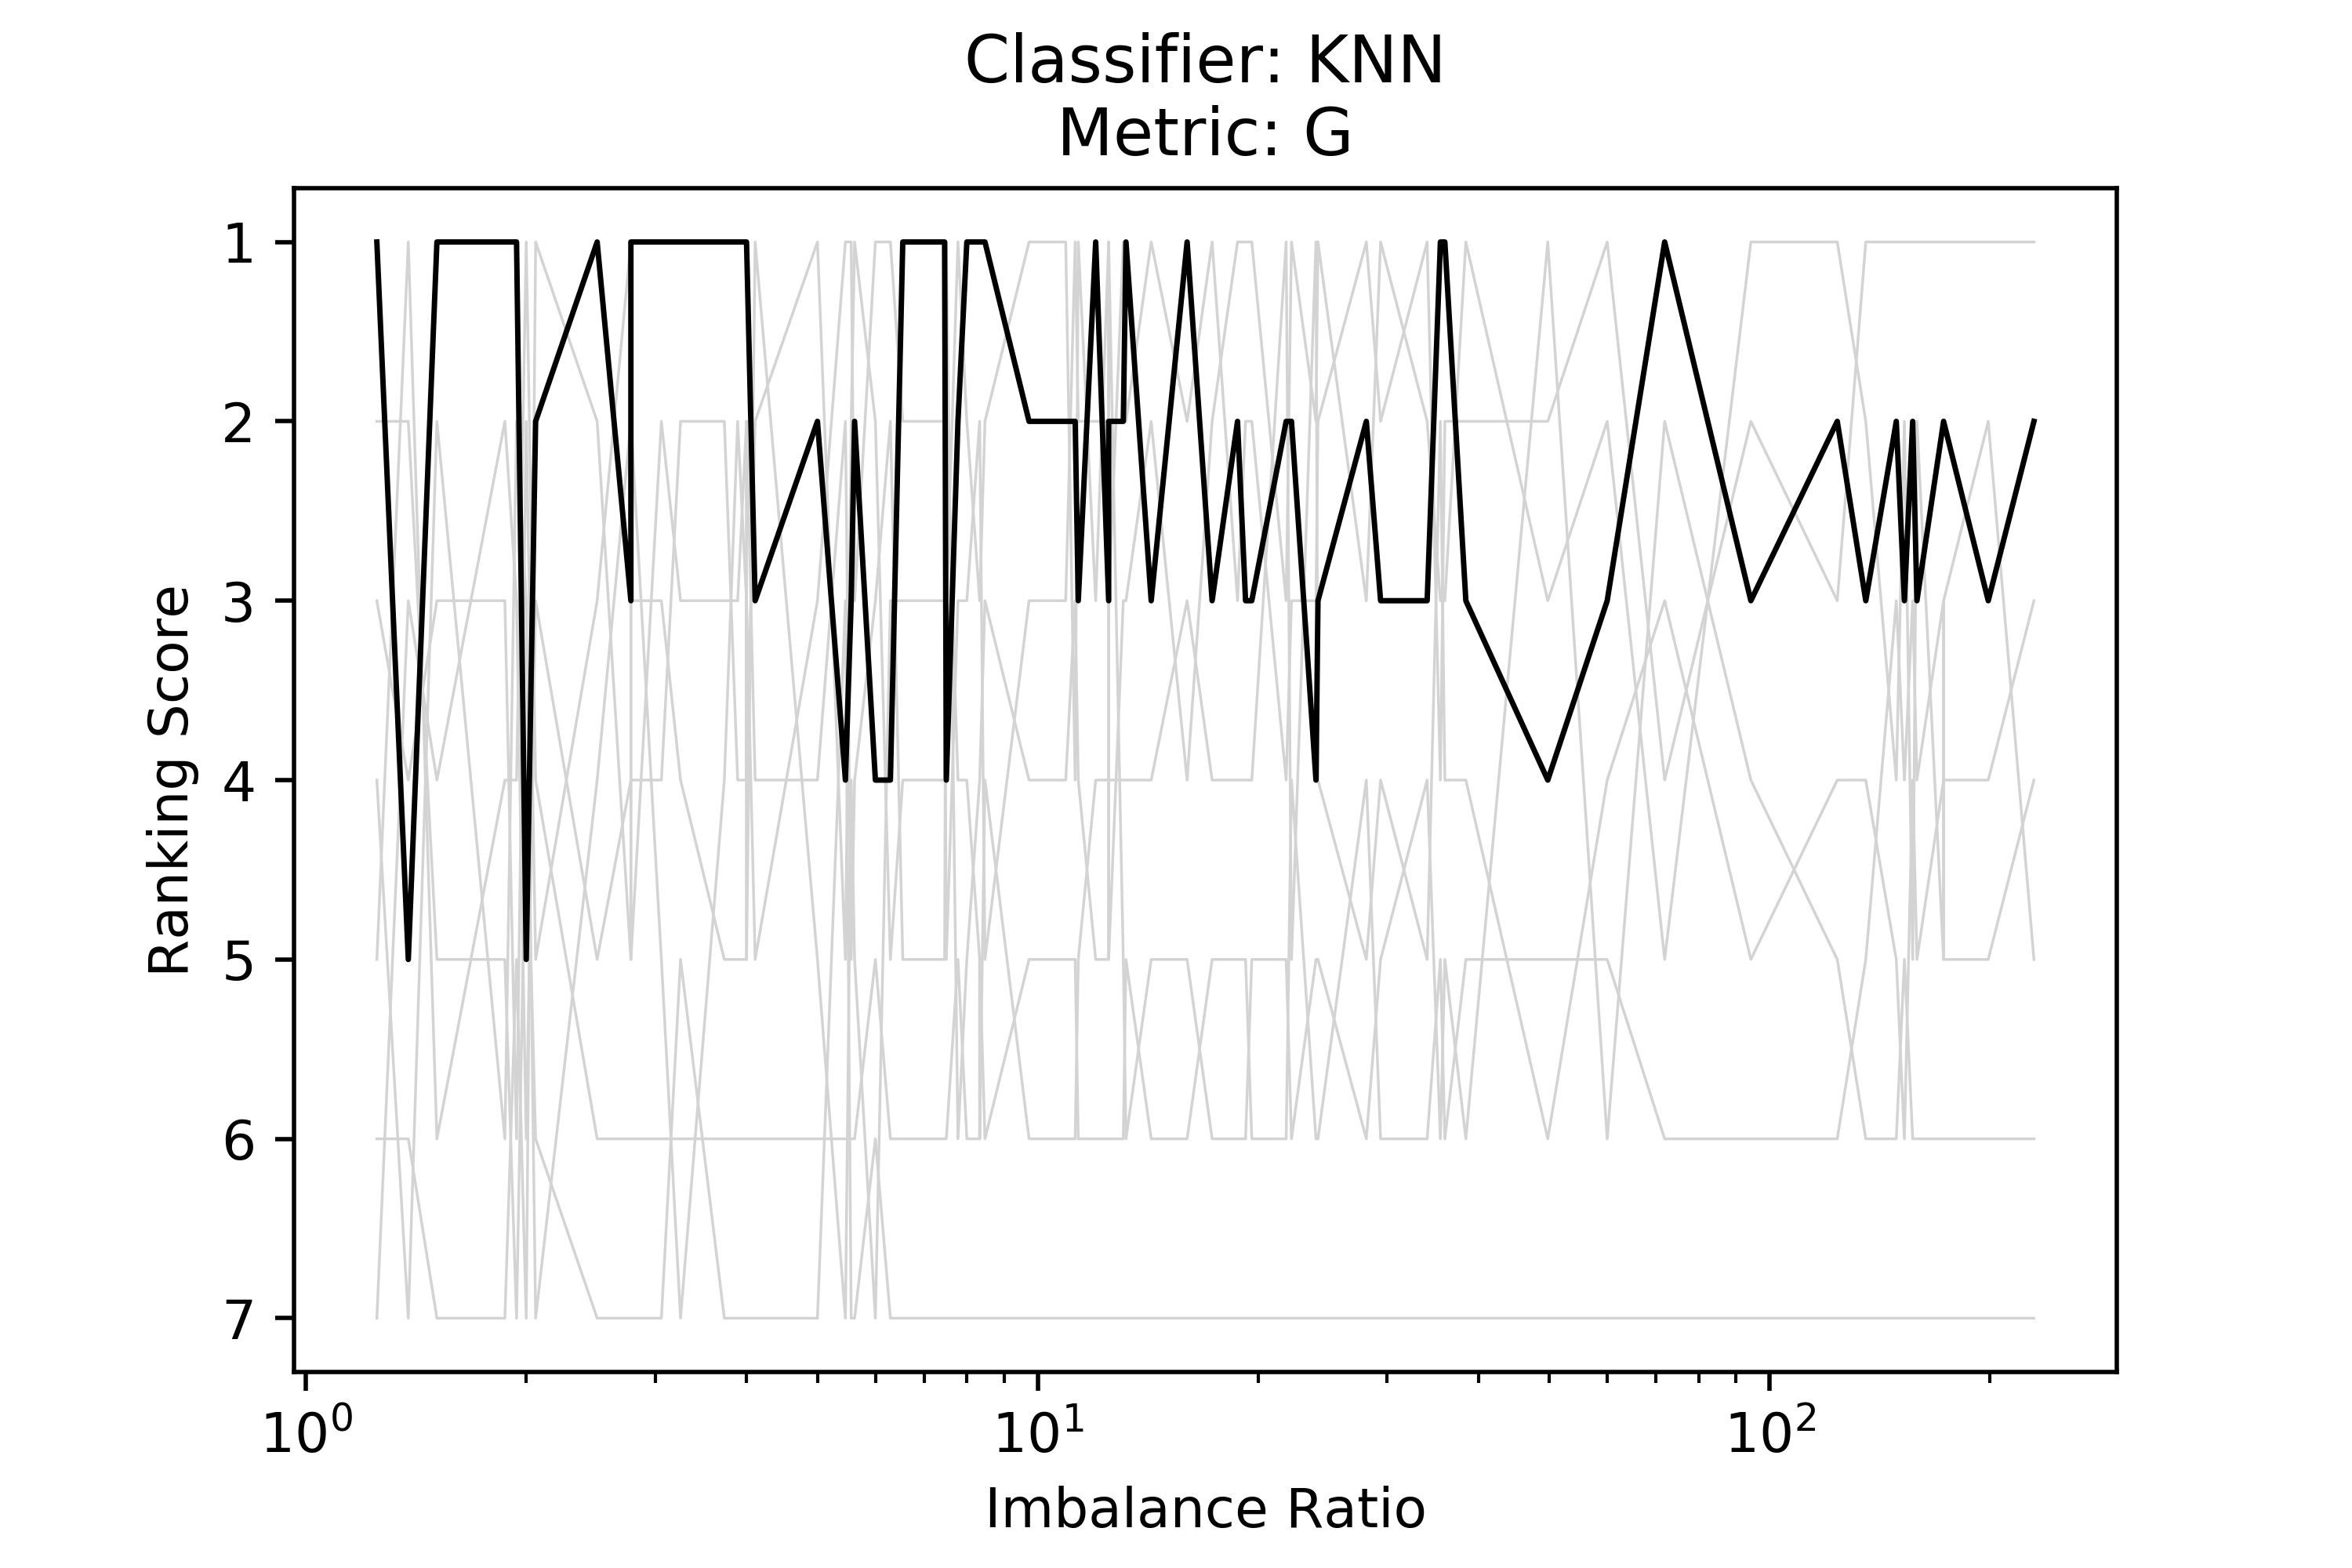 Classifier: KNN
Metric: G
Ranking Score
1
2
3
4
5
6
7
10⁰
10¹
10²
Imbalance Ratio